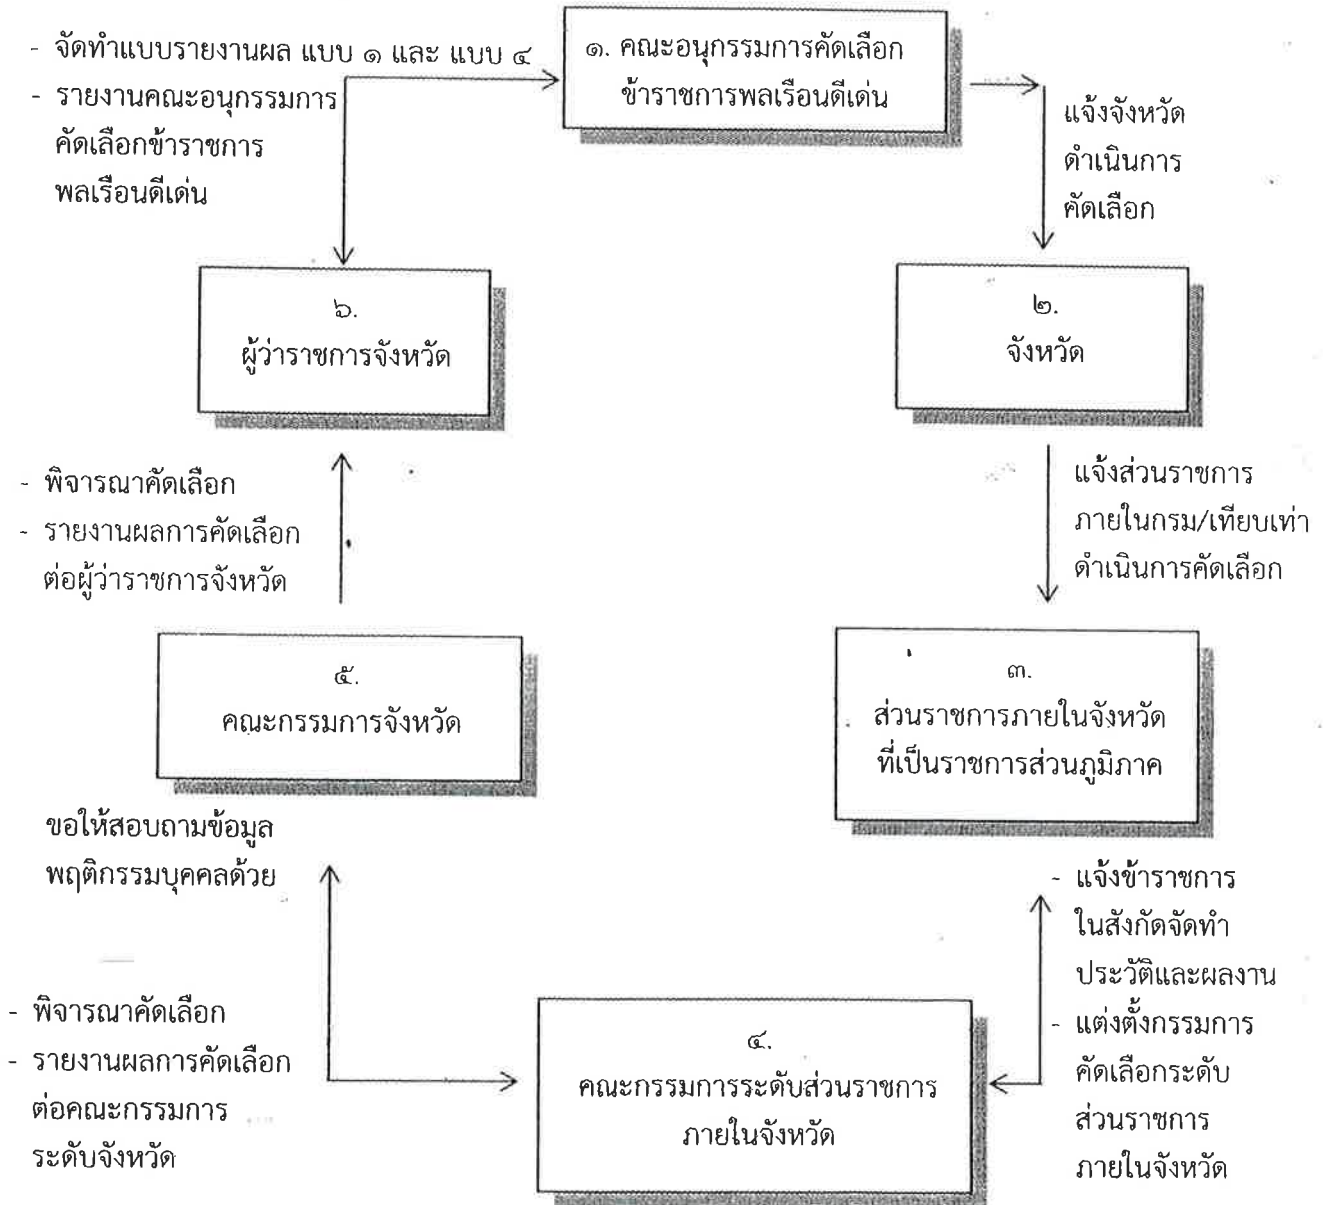 - จัดทำแบบรายงานผล แบบ ๑ และ แบบ ๔
- รายงานคณะอนุกรรมการ
คัดเลือกข้าราชการ
พลเรือนดีเด่น
๑. คณะอนุกรรมการคัดเลือก
ข้าราชการพลเรือนดีเด่น
แจ้งจังหวัด
ดำเนินการ
คัดเลือก
๒.
จังหวัด
แจ้งส่วนราชการ
ภายในกรม/เทียบเท่า
ดำเนินการคัดเลือก
๓.
ส่วนราชการภายในจังหวัด
ที่เป็นราชการส่วนภูมิภาค
- แจ้งข้าราชการ
ในสังกัดจัดทำ
ประวัติและผลงาน
- แต่งตั้งกรรมการ
คัดเลือกระดับ
ส่วนราชการ
ภายในจังหวัด
๔.
คณะกรรมการระดับส่วนราชการ
ภายในจังหวัด
- พิจารณาคัดเลือก
- รายงานผลการคัดเลือก
ต่อคณะกรรมการ
ระดับจังหวัด
ขอให้สอบถามข้อมูล
พฤติกรรมบุคคลด้วย
๕.
คณะกรรมการจังหวัด
- พิจารณาคัดเลือก
- รายงานผลการคัดเลือก
ต่อผู้ว่าราชการจังหวัด
๖.
ผู้ว่าราชการจังหวัด